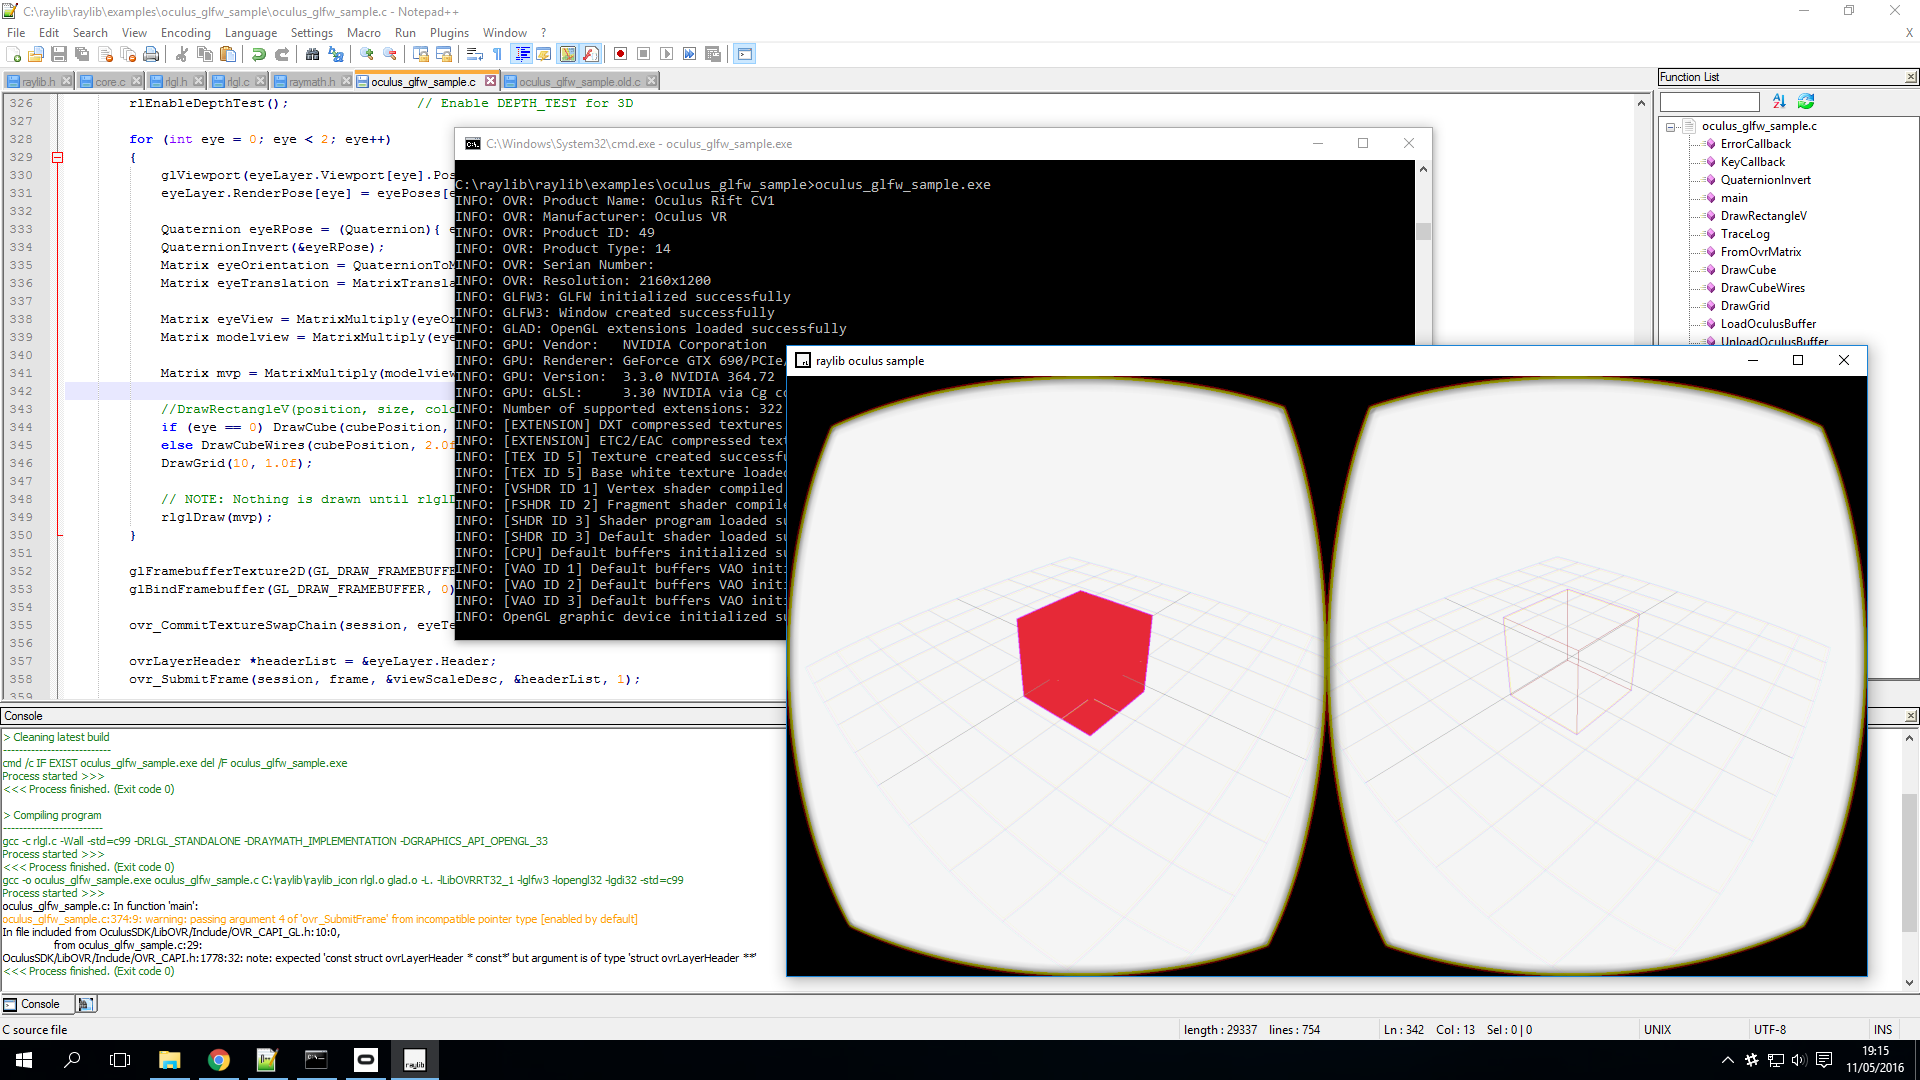 C:\raylib\raylib\examples\oculus_glfw_sample\oculus_glfw_sample.c - Notepad++
File Edit Search View Encoding Language Settings Macro Run Plugins Window ? X
raylib.h core.c rlgl.h rlgl.c raymath.h oculus_glfw_sample.c oculus_glfw_sample.old.c
326 rlEnableDepthTest(); // Enable DEPTH_TEST for 3D
327
328 for (int eye = 0; eye < 2; eye++)
329 {
330 glViewport(eyeLayer.Viewport[eye].Pos
331 eyeLayer.RenderPose[eye] = eyePoses[e
332
333 Quaternion eyeRPose = (Quaternion){ e
334 QuaternionInvert(&eyeRPose);
335 Matrix eyeOrientation = QuaternionToM
336 Matrix eyeTranslation = MatrixTransla
337
338 Matrix eyeView = MatrixMultiply(eyeOr
339 Matrix modelview = MatrixMultiply(eye
340
341 Matrix mvp = MatrixMultiply(modelview
342
343 //DrawRectangleV(position, size, colo
344 if (eye == 0) DrawCube(cubePosition,
345 else DrawCubeWires(cubePosition, 2.0f
346 DrawGrid(10, 1.0f);
347
348 // NOTE: Nothing is drawn until rlglD
349 rlglDraw(mvp);
350 }
351
352 glFramebufferTexture2D(GL_DRAW_FRAMEBUFFE
353 glBindFramebuffer(GL_DRAW_FRAMEBUFFER, 0)
354
355 ovr_CommitTextureSwapChain(session, eyeTe
356
357 ovrLayerHeader *headerList = &eyeLayer.Header;
358 ovr_SubmitFrame(session, frame, &viewScaleDesc, &headerList, 1);
359
C:\Windows\System32\cmd.exe - oculus_glfw_sample.exe
C:\raylib\raylib\examples\oculus_glfw_sample>oculus_glfw_sample.exe
INFO: OVR: Product Name: Oculus Rift CV1
INFO: OVR: Manufacturer: Oculus VR
INFO: OVR: Product ID: 49
INFO: OVR: Product Type: 14
INFO: OVR: Serian Number:
INFO: OVR: Resolution: 2160x1200
INFO: GLFW3: GLFW initialized successfully
INFO: GLFW3: Window created successfully
INFO: GLAD: OpenGL extensions loaded successfully
INFO: GPU: Vendor: NVIDIA Corporation
INFO: GPU: Renderer: GeForce GTX 690/PCIe/
INFO: GPU: Version: 3.3.0 NVIDIA 364.72
INFO: GPU: GLSL: 3.30 NVIDIA via Cg co
INFO: Number of supported extensions: 322
INFO: [EXTENSION] DXT compressed textures
INFO: [EXTENSION] ETC2/EAC compressed text
INFO: [TEX ID 5] Texture created successfu
INFO: [TEX ID 5] Base white texture loaded
INFO: [VSHDR ID 1] Vertex shader compiled
INFO: [FSHDR ID 2] Fragment shader compile
INFO: [SHDR ID 3] Shader program loaded su
INFO: [SHDR ID 3] Default shader loaded su
INFO: [CPU] Default buffers initialized su
INFO: [VAO ID 1] Default buffers VAO initi
INFO: [VAO ID 2] Default buffers VAO initi
INFO: [VAO ID 3] Default buffers VAO initi
INFO: OpenGL graphic device initialized su
raylib oculus sample
Function List
oculus_glfw_sample.c
ErrorCallback
KeyCallback
QuaternionInvert
main
DrawRectangleV
TraceLog
FromOvrMatrix
DrawCube
DrawCubeWires
DrawGrid
LoadOculusBuffer
UnloadOculusBuffer
Console
> Cleaning latest build
---------------------------
cmd /c IF EXIST oculus_glfw_sample.exe del /F oculus_glfw_sample.exe
Process started >>>
<<< Process finished. (Exit code 0)
> Compiling program
-------------------------
gcc -c rlgl.c -Wall -std=c99 -DRLGL_STANDALONE -DRAYMATH_IMPLEMENTATION -DGRAPHICS_API_OPENGL_33
Process started >>>
<<< Process finished. (Exit code 0)
gcc -o oculus_glfw_sample.exe oculus_glfw_sample.c C:\raylib\raylib_icon rlgl.o glad.o -L. -lLibOVRRT32_1 -lglfw3 -lopengl32 -lgdi32 -std=c99
Process started >>>
oculus_glfw_sample.c: In function 'main':
oculus_glfw_sample.c:374:9: warning: passing argument 4 of 'ovr_SubmitFrame' from incompatible pointer type [enabled by default]
In file included from OculusSDK/LibOVR/Include/OVR_CAPI_GL.h:10:0,
from oculus_glfw_sample.c:29:
OculusSDK/LibOVR/Include/OVR_CAPI.h:1778:32: note: expected 'const struct ovrLayerHeader * const*' but argument is of type 'struct ovrLayerHeader **'
<<< Process finished. (Exit code 0)
Console
C source file length : 29337 lines : 754 Ln : 342 Col : 13 Sel : 0 | 0 UNIX UTF-8 INS
raylib
19:15
11/05/2016